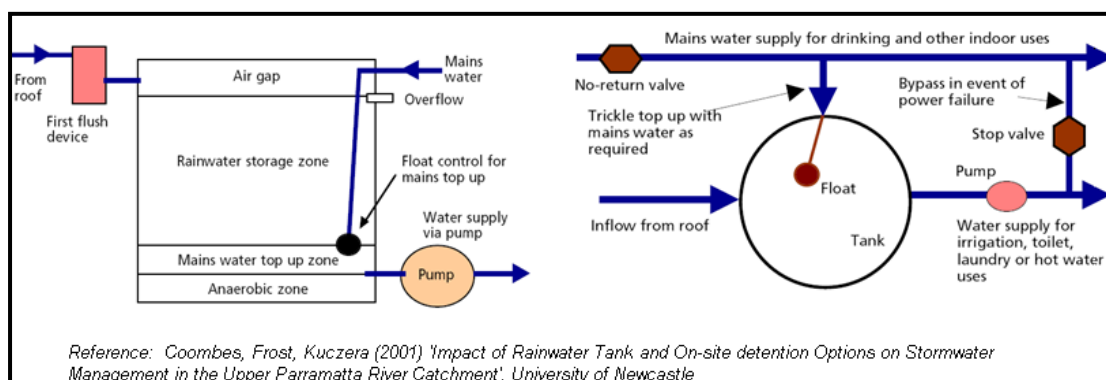 From
roof
First flush
device
Air gap
Mains
water
Overflow
Rainwater storage zone
Float control for
mains top up
Water supply
via pump
Mains water top up zone
Pump
Anaerobic zone
Mains water supply for drinking and other indoor uses
No-return valve
Bypass in event of
power failure
Trickle top up with
mains water as
required
Stop valve
Float
Pump
Inflow from roof
Tank
Water supply for
irrigation, toilet,
laundry or hot water
uses
Reference: Coombes, Frost, Kuczera (2001) 'Impact of Rainwater Tank and On-site detention Options on Stormwater
Management in the Upper Parramatta River Catchment'. University of Newcastle